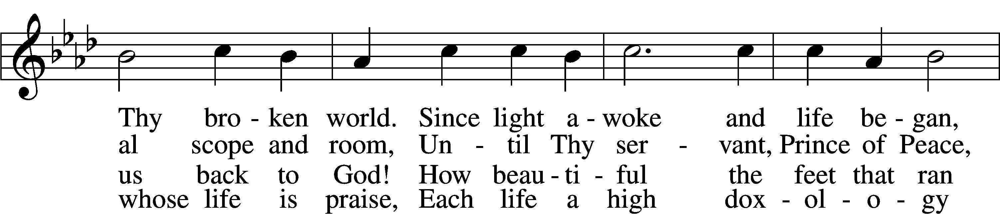 Thy bro - ken world. Since light a - woke and life be - gan,
al scope and room, Un - til Thy ser - vant, Prince of Peace,
us back to God! How beau - ti - ful the feet that ran
whose life is praise, Each life a high dox - ol - o - gy